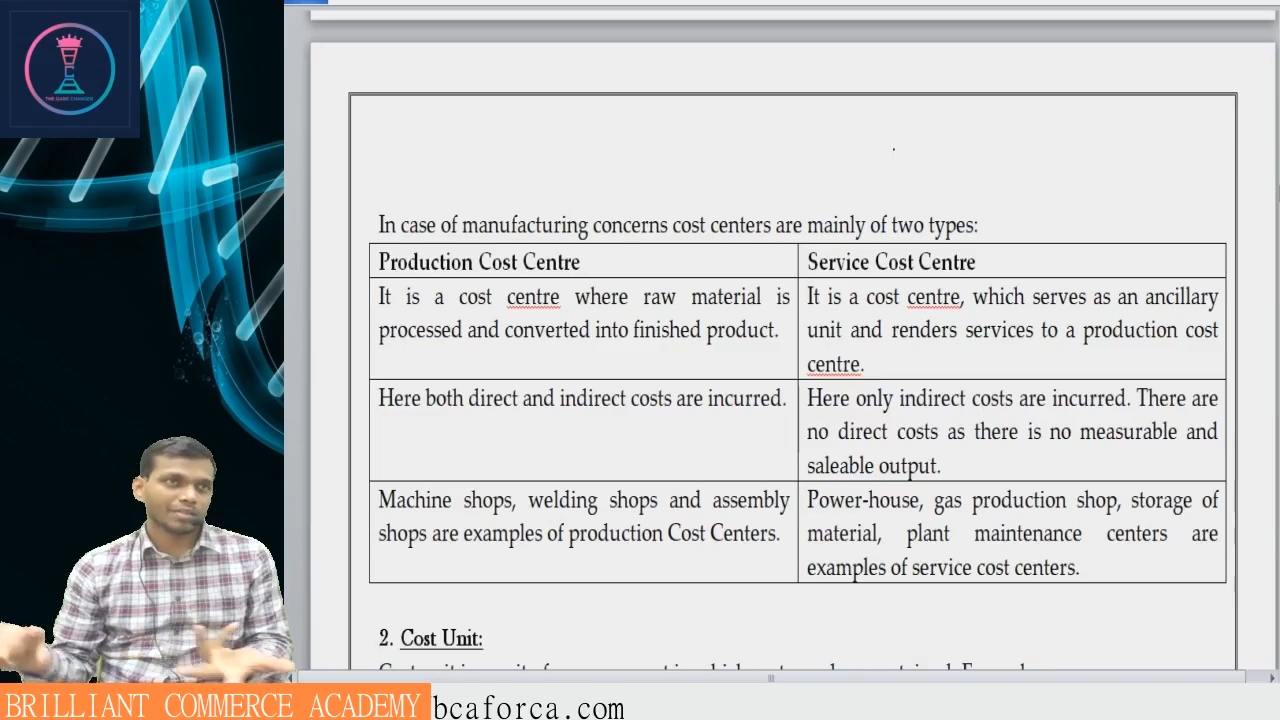 THE GAME CHANGER
In case of manufacturing concerns cost centers are mainly of two types:
Production Cost Centre
Service Cost Centre
It is a cost centre where raw material is
processed and converted into finished product.
It is a cost centre, which serves as an ancillary
unit and renders services to a production cost
centre.
Here both direct and indirect costs are incurred.
Here only indirect costs are incurred. There are
no direct costs as there is no measurable and
saleable output.
Machine shops, welding shops and assembly
shops are examples of production Cost Centers.
Power-house, gas production shop, storage of
material, plant maintenance centers are
examples of service cost centers.
2. Cost Unit:
BRILLIANT COMMERCE ACADEMY bcaforca.com